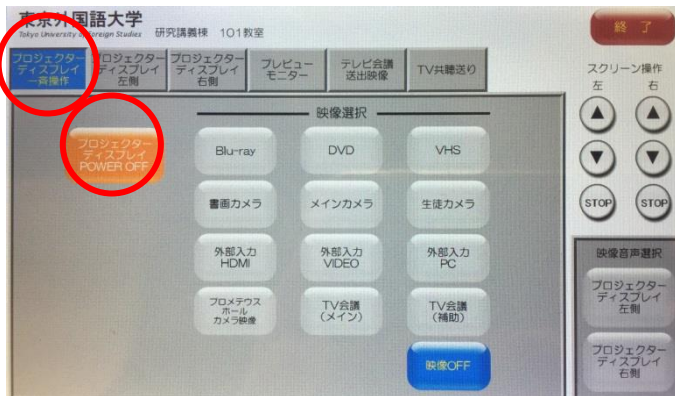 東京外国語大学
Tokyo University of Foreign Studies
研究講義棟 101教室
終 了
プロジェクター
ディスプレイ
一斉操作
プロジェクター
ディスプレイ
左側
プロジェクター
ディスプレイ
右側
プレビュー
モニター
テレビ会議
送出映像
TV共聴送り
スクリーン操作
左 右
映像選択
プロジェクター
ディスプレイ
POWER OFF
Blu-ray
DVD
VHS
STOP
STOP
書画カメラ
メインカメラ
生徒カメラ
外部入力
HDMI
外部入力
VIDEO
外部入力
PC
映像音声選択
プロジェクター
ディスプレイ
左側
プロメテウス
ホール
カメラ映像
TV会議
(メイン)
TV会議
(補助)
プロジェクター
ディスプレイ
右側
映像OFF